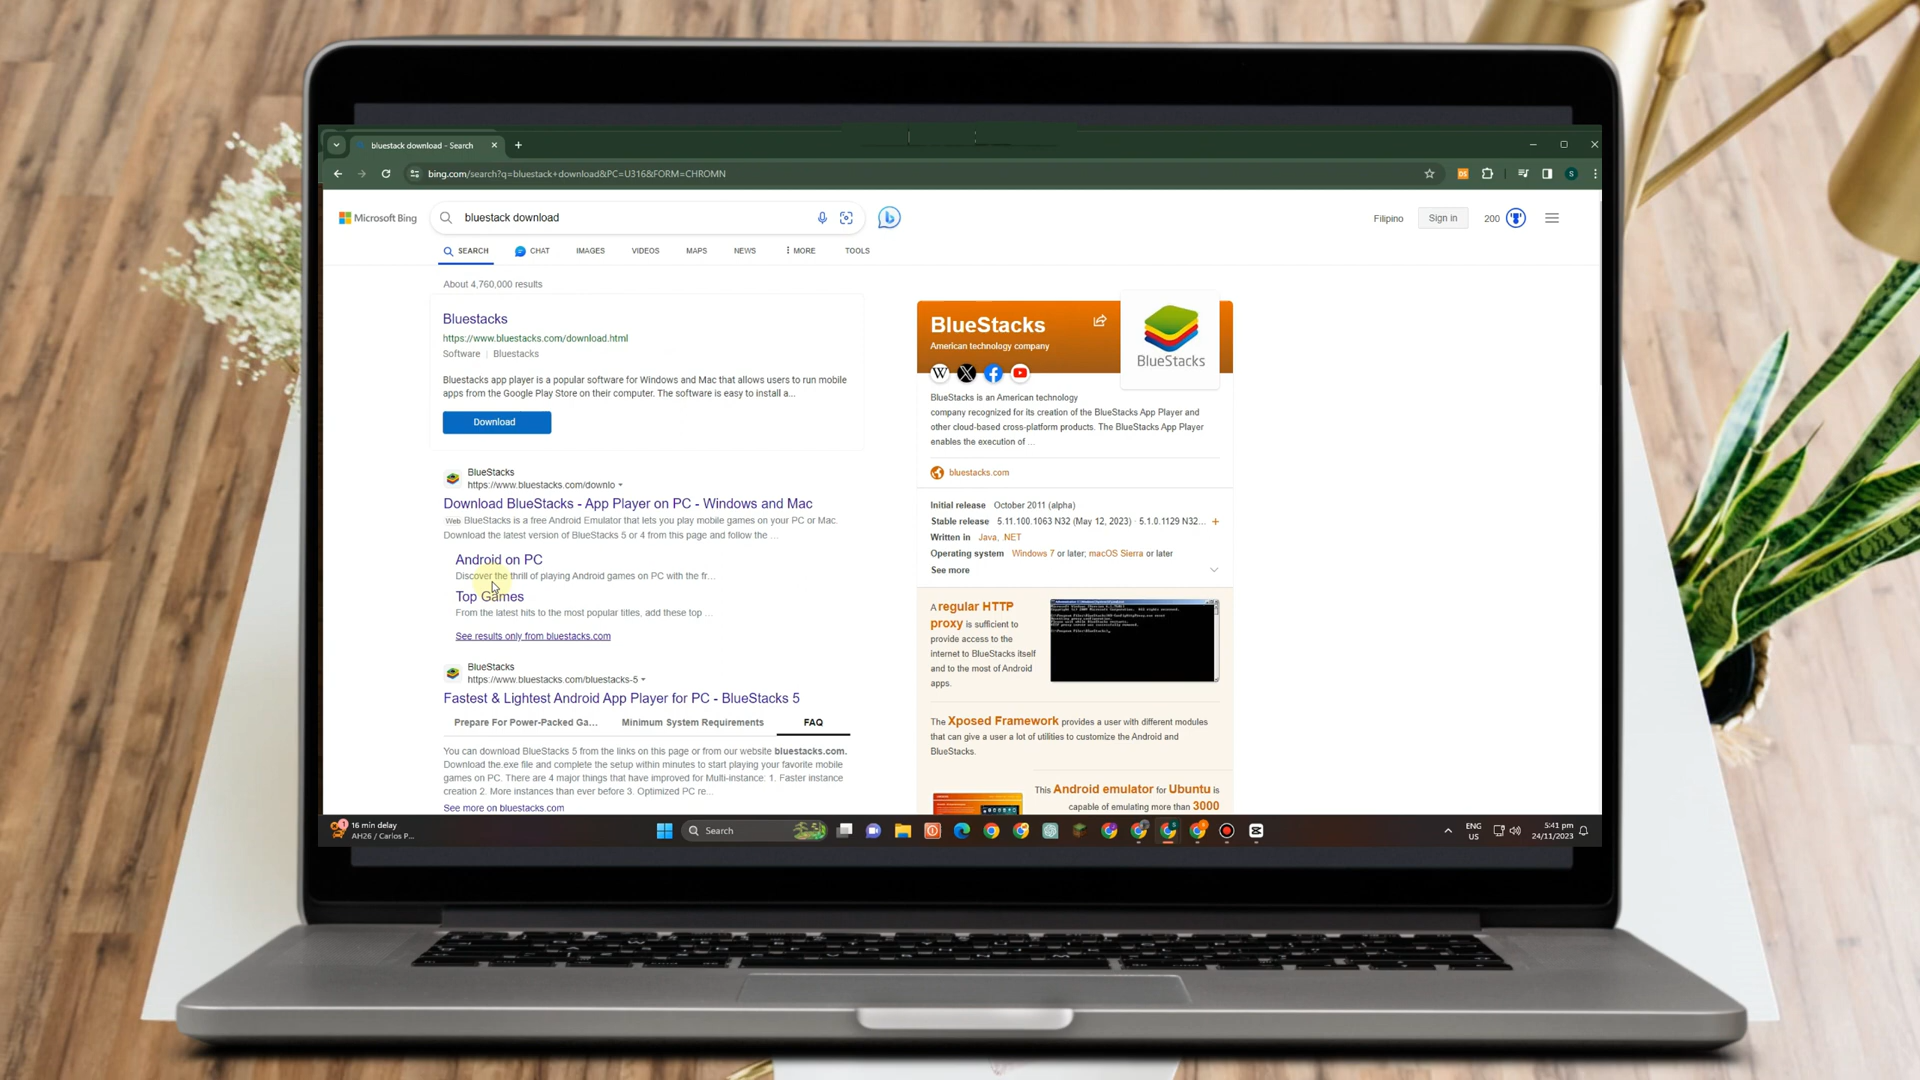 bluestack download - Search
bing.com/search?q=bluestack+download&PC=U316&FORM=CHROMN
S
Microsoft Bing
bluestack download
Filipino
Sign in
200
SEARCH
CHAT
IMAGES
VIDEOS
MAPS
NEWS
MORE
TOOLS
About 4,760,000 results
Bluestacks
https://www.bluestacks.com/download.html
Software | Bluestacks
Bluestacks app player is a popular software for Windows and Mac that allows users to run mobile
apps from the Google Play Store on their computer. The software is easy to install a...
Download
BlueStacks
https://www.bluestacks.com/downlo
Download BlueStacks - App Player on PC - Windows and Mac
Web BlueStacks is a free Android Emulator that lets you play mobile games on your PC or Mac.
Download the latest version of BlueStacks 5 or 4 from this page and follow the ...
Android on PC
Discover the thrill of playing Android games on PC with the fr...
Top Games
From the latest hits to the most popular titles, add these top ...
See results only from bluestacks.com
BlueStacks
https://www.bluestacks.com/bluestacks-5
Fastest & Lightest Android App Player for PC - BlueStacks 5
Prepare For Power-Packed Ga...
Minimum System Requirements
FAQ
You can download BlueStacks 5 from the links on this page or from our website bluestacks.com.
Download the.exe file and complete the setup within minutes to start playing your favorite mobile
games on PC. There are 4 major things that have improved for Multi-instance: 1. Faster instance
creation 2. More instances than ever before 3. Optimized PC re...
See more on bluestacks.com
BlueStacks
American technology company
BlueStacks
BlueStacks is an American technology
company recognized for its creation of the BlueStacks App Player and
other cloud-based cross-platform products. The BlueStacks App Player
enables the execution of ...
bluestacks.com
Initial release October 2011 (alpha)
Stable release 5.11.100.1063 N32 (May 12, 2023) · 5.1.0.1129 N32...
Written in Java, .NET
Operating system Windows 7 or later; macOS Sierra or later
See more
A regular HTTP
proxy is sufficient to
provide access to the
internet to BlueStacks itself
and to the most of Android
apps.
The Xposed Framework provides a user with different modules
that can give a user a lot of utilities to customize the Android and
BlueStacks.
This Android emulator for Ubuntu is
capable of emulating more than 3000
1
16 min delay
AH26 / Carlos P...
Search
ENG
US
5:41 pm
24/11/2023